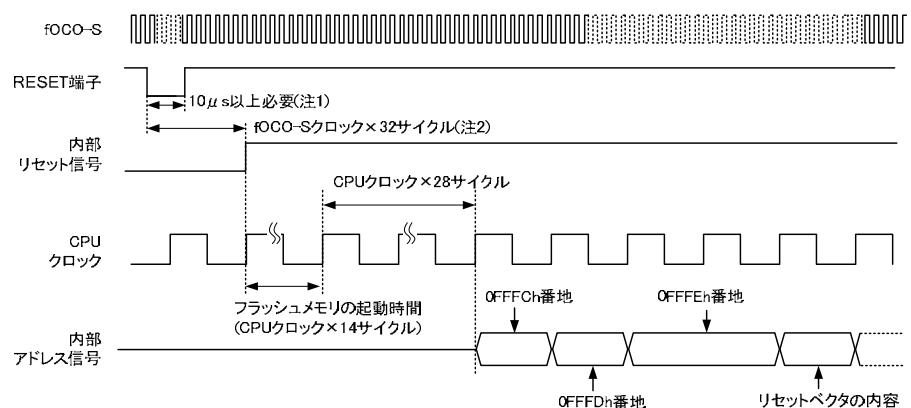 fOCO-S
RESET端子
10μs以上必要(注1)
fOCO-Sクロック×32サイクル(注2)
内部
リセット信号
CPUクロック×28サイクル
CPU
クロック
フラッシュメモリの起動時間
(CPUクロック×14サイクル)
0FFFCh番地
0FFFEh番地
内部
アドレス信号
0FFFDh番地
リセットベクタの内容